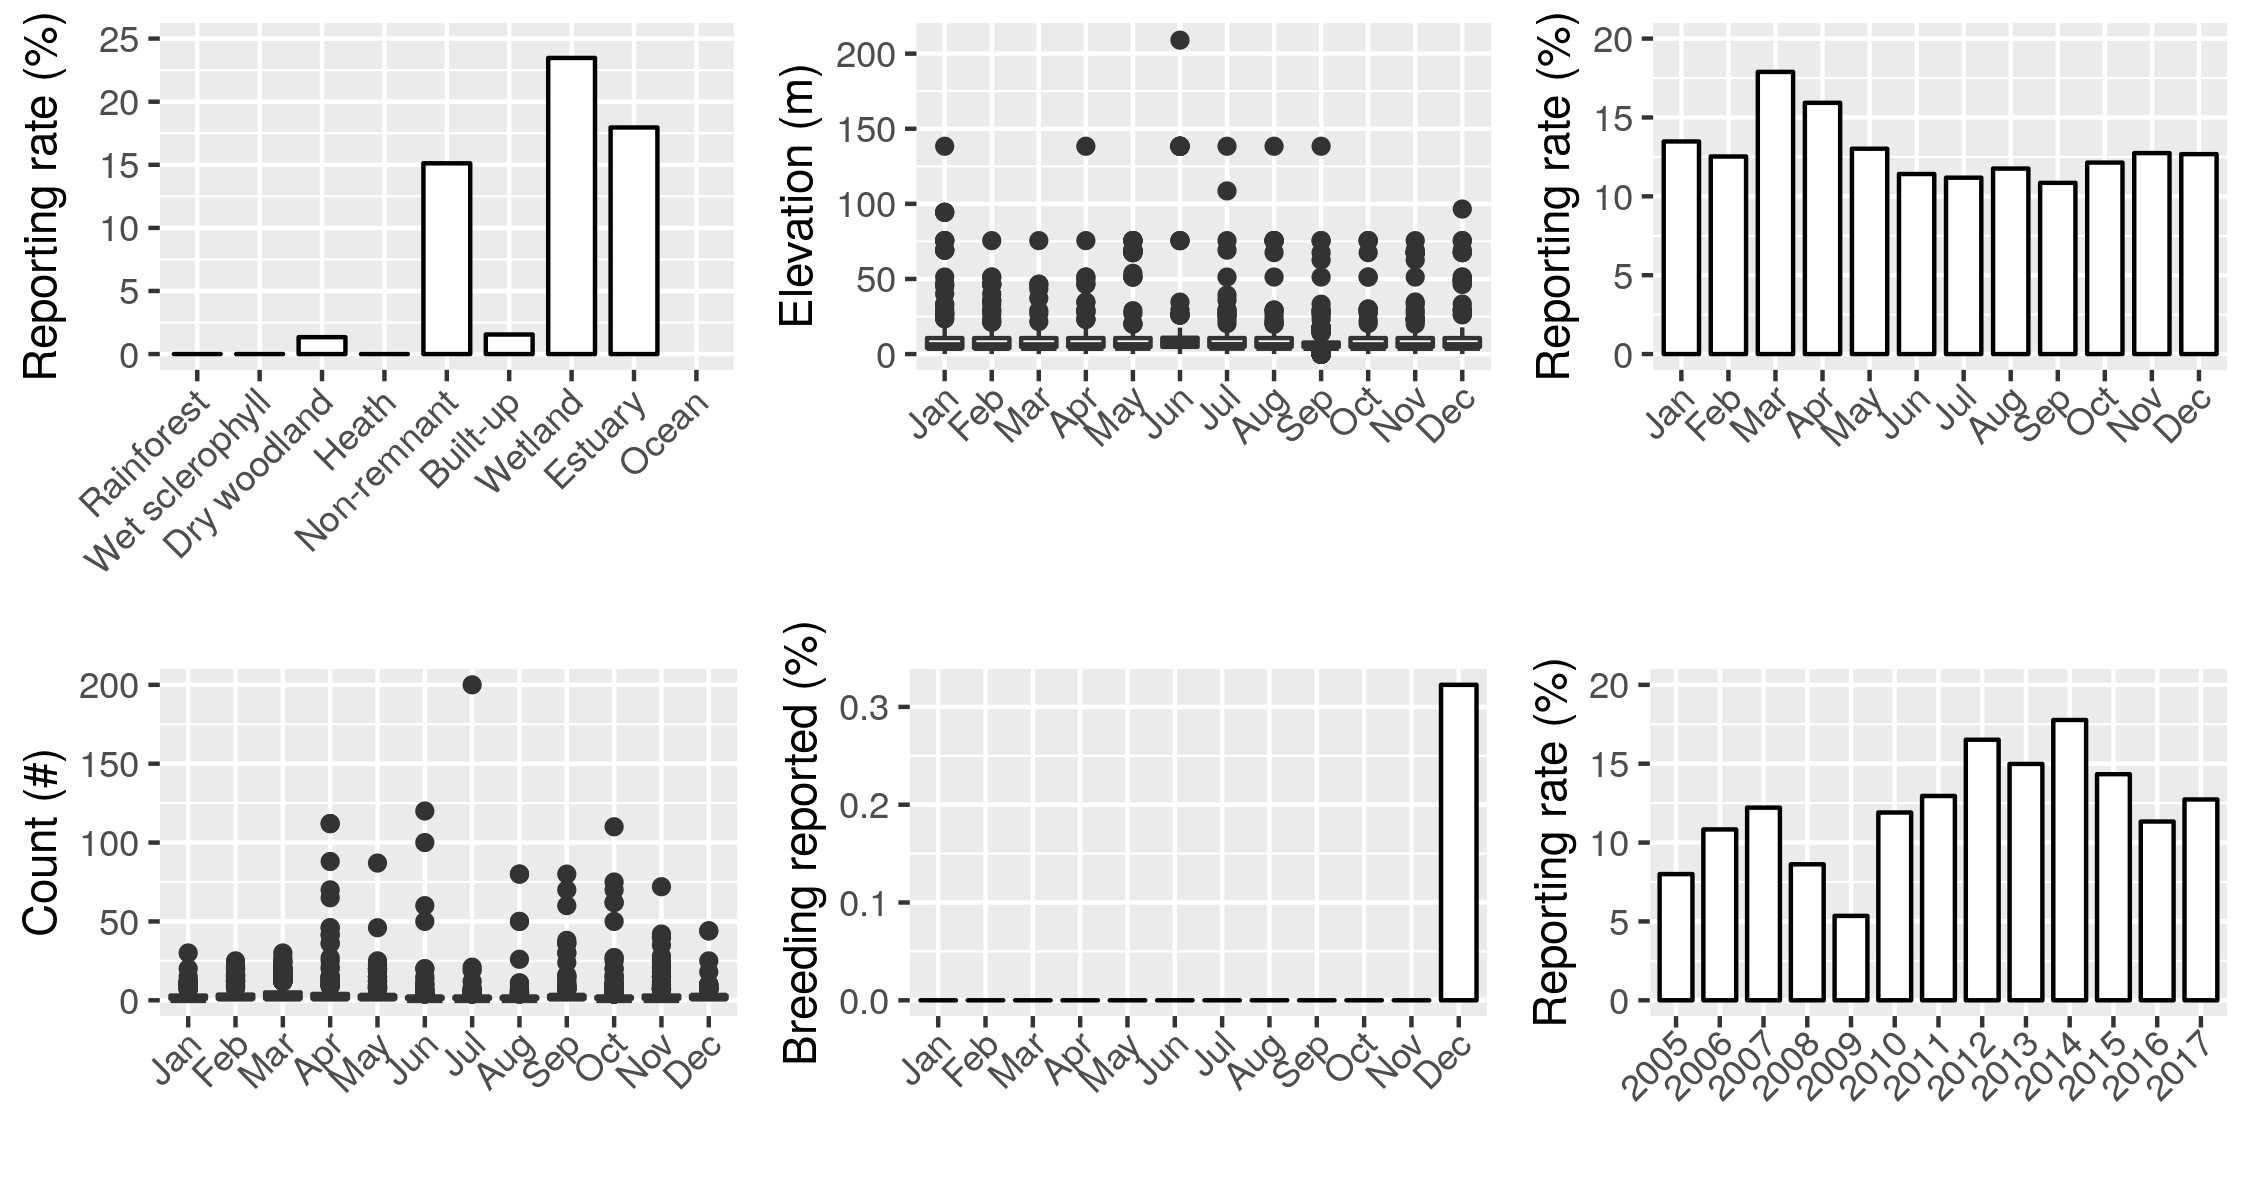 Reporting rate (%)
25
20
15
10
5
0
Rainforest
Wet sclerophyll
Dry woodland
Heath
Non-remnant
Built-up
Wetland
Estuary
Ocean
Elevation (m)
200
150
100
50
0
Jan
Feb
Mar
Apr
May
Jun
Jul
Aug
Sep
Oct
Nov
Dec
Reporting rate (%)
20
15
10
5
0
Jan
Feb
Mar
Apr
May
Jun
Jul
Aug
Sep
Oct
Nov
Dec
Count (#)
200
150
100
50
0
Jan
Feb
Mar
Apr
May
Jun
Jul
Aug
Sep
Oct
Nov
Dec
Breeding reported (%)
0.3
0.2
0.1
0.0
Jan
Feb
Mar
Apr
May
Jun
Jul
Aug
Sep
Oct
Nov
Dec
Reporting rate (%)
20
15
10
5
0
2005
2006
2007
2008
2009
2010
2011
2012
2013
2014
2015
2016
2017